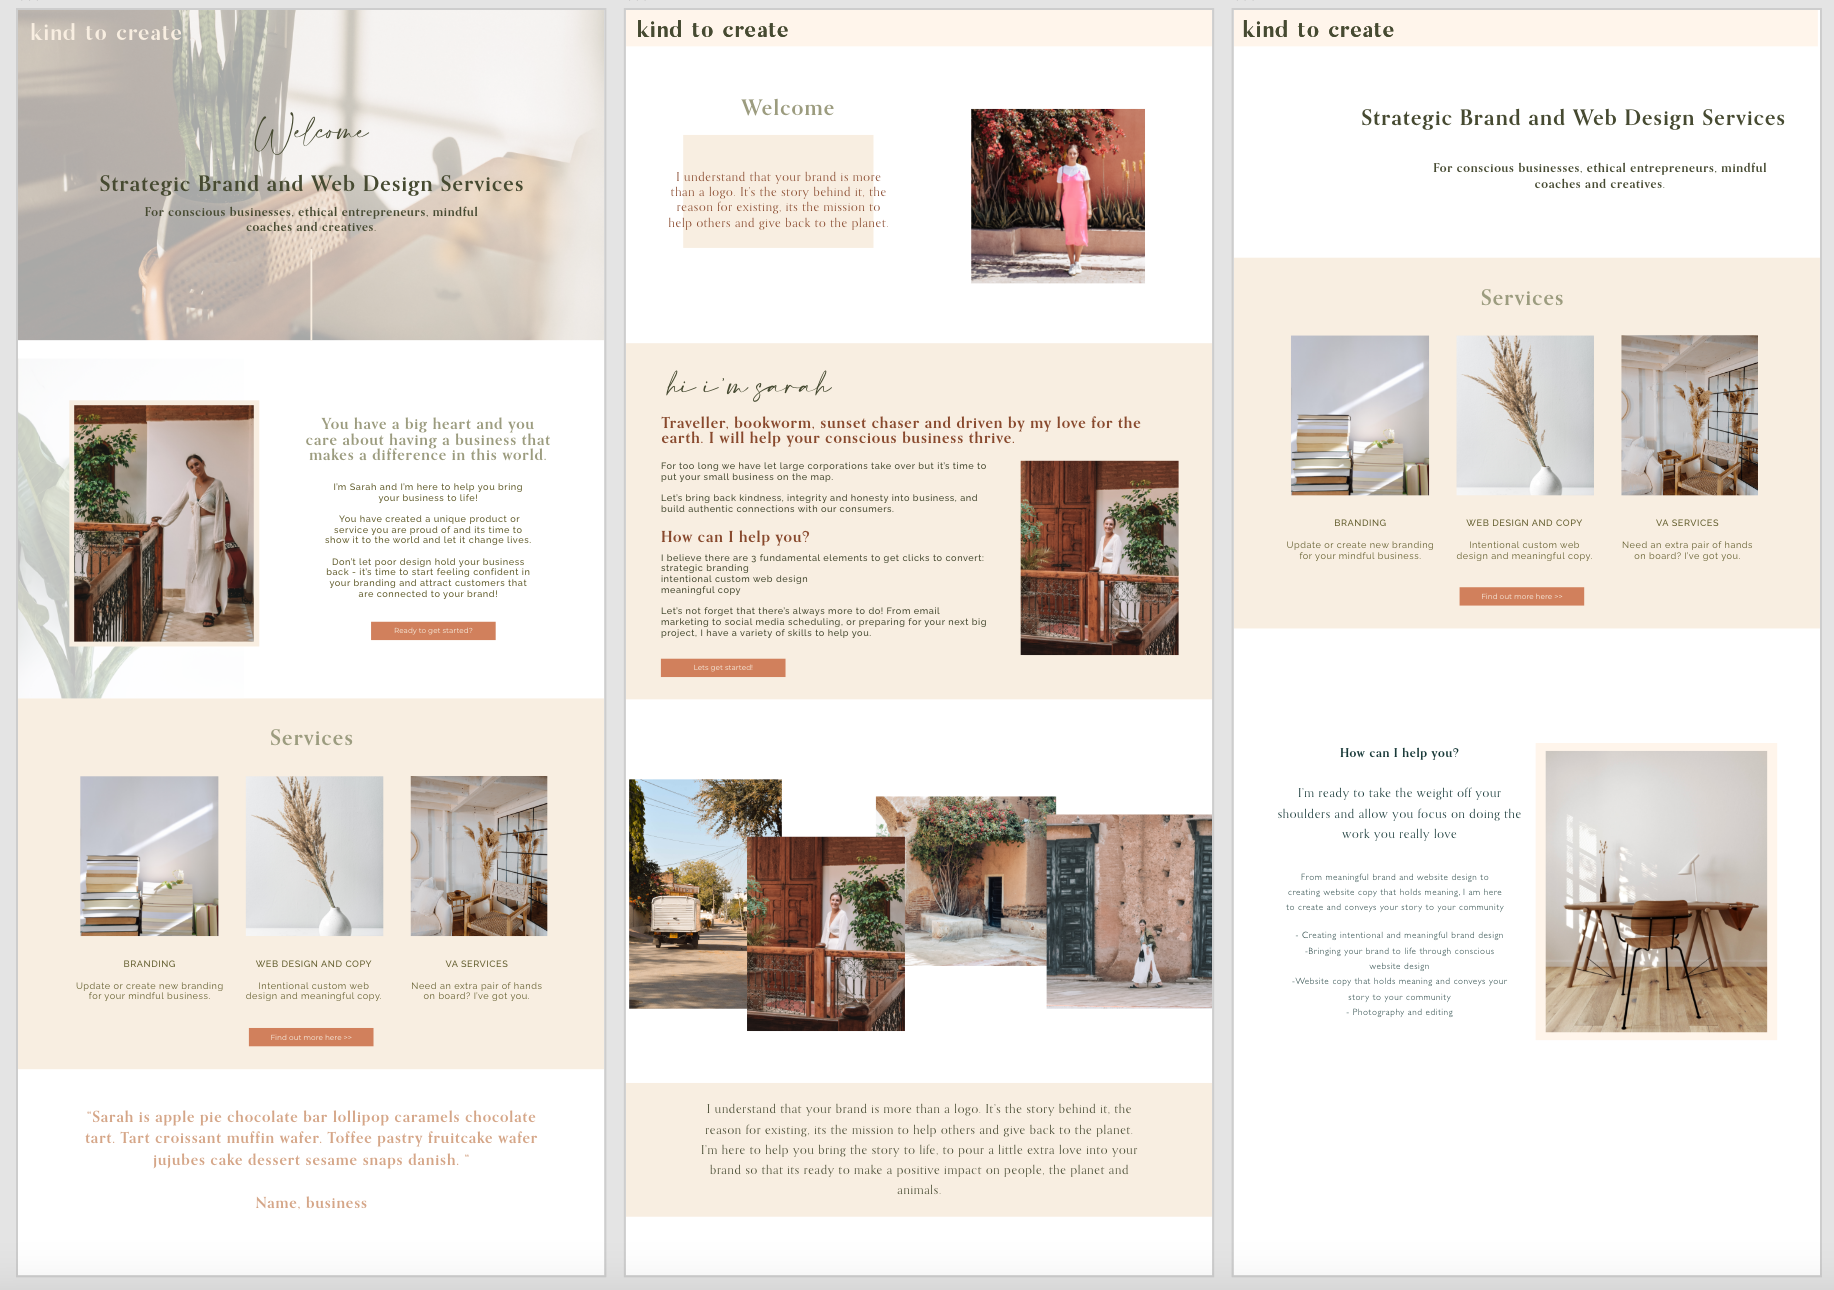 kind to create
Welcome
Strategic Brand and Web Design Services
For conscious businesses, ethical entrepreneurs, mindful
coaches and creatives.
You have a big heart and you
care about having a business that
makes a difference in this world.
I'm Sarah and I'm here to help you bring
your business to life!
You have created a unique product or
service you are proud of and its time to
show it to the world and let it change lives.
Don't let poor design hold your business
back - it's time to start feeling confident in
your branding and attract customers that
are connected to your brand!
Ready to get started?
Services
BRANDING
Update or create new branding
for your mindful business.
WEB DESIGN AND COPY
Intentional custom web
design and meaningful copy.
VA SERVICES
Need an extra pair of hands
on board? I've got you.
Find out more here >>
"Sarah is apple pie chocolate bar lollipop caramels chocolate
tart. Tart croissant muffin wafer. Toffee pastry fruitcake wafer
jujubes cake dessert sesame snaps danish. "
Name, business
kind to create
Welcome
I understand that your brand is more
than a logo. It's the story behind it, the
reason for existing, its the mission to
help others and give back to the planet.
hi i'm sarah
Traveller, bookworm, sunset chaser and driven by my love for the
earth. I will help your conscious business thrive.
For too long we have let large corporations take over but it's time to
put your small business on the map.
Let's bring back kindness, integrity and honesty into business, and
build authentic connections with our consumers.
How can I help you?
I believe there are 3 fundamental elements to get clicks to convert:
strategic branding
intentional custom web design
meaningful copy
Let's not forget that there's always more to do! From email
marketing to social media scheduling, or preparing for your next big
project, I have a variety of skills to help you.
Lets get started!
I understand that your brand is more than a logo. It's the story behind it, the
reason for existing, its the mission to help others and give back to the planet.
I'm here to help you bring the story to life, to pour a little extra love into your
brand so that its ready to make a positive impact on people, the planet and
animals.
kind to create
Strategic Brand and Web Design Services
For conscious businesses, ethical entrepreneurs, mindful
coaches and creatives.
Services
BRANDING
Update or create new branding
for your mindful business.
WEB DESIGN AND COPY
Intentional custom web
design and meaningful copy.
VA SERVICES
Need an extra pair of hands
on board? I've got you.
Find out more here >>
How can I help you?
I'm ready to take the weight off your
shoulders and allow you focus on doing the
work you really love
From meaningful brand and website design to
creating website copy that holds meaning, I am here
to create and conveys your story to your community
- Creating intentional and meaningful brand design
-Bringing your brand to life through conscious
website design
-Website copy that holds meaning and conveys your
story to your community
- Photography and editing